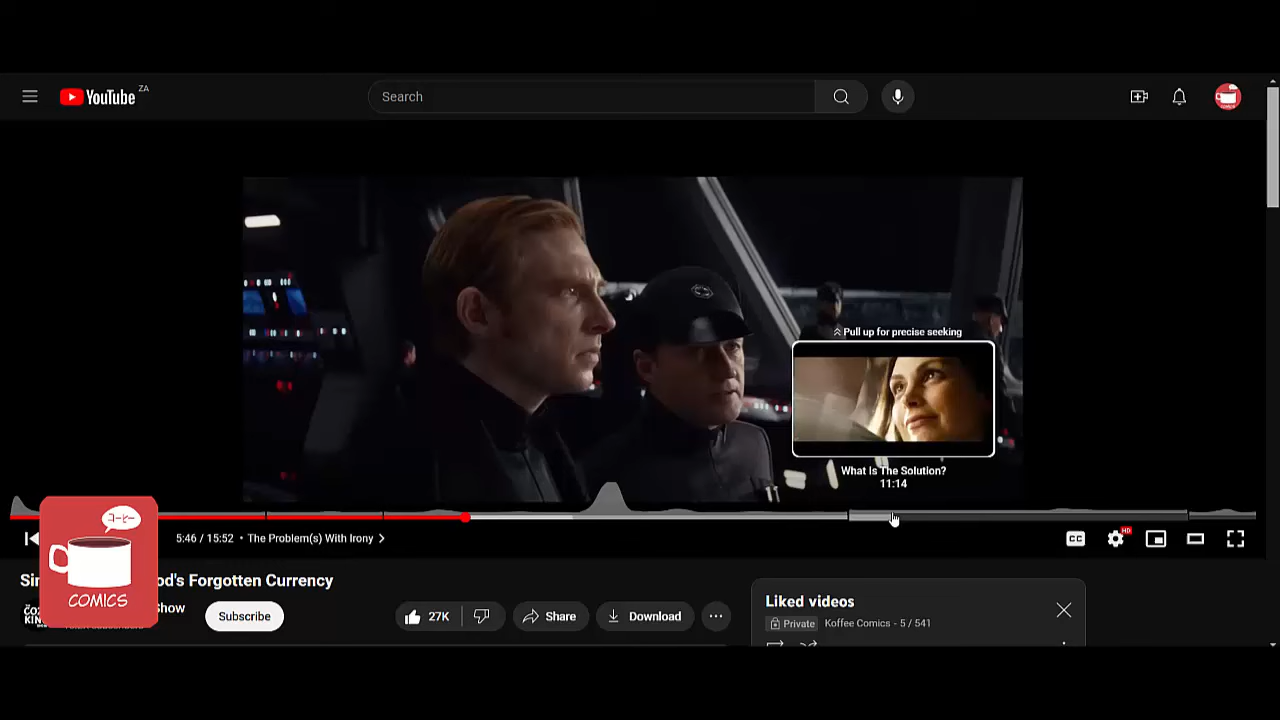 YouTube ZA
Search
Pull up for precise seeking
What Is The Solution?
11:14
5:46 / 15:52 • The Problem(s) With Irony
CC
HD
コーヒー
COMICS
od's Forgotten Currency
Show
Subscribe
27K
Share
Download
Liked videos
Private
Koffee Comics - 5 / 541